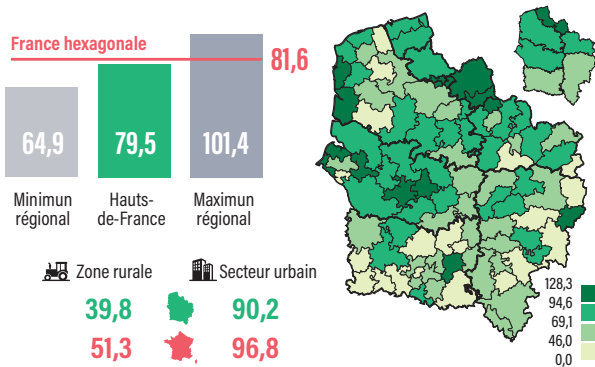 France hexagonale
81,6
64,9
79,5
101,4
Minimun
régional
Hauts-
de-France
Maximun
régional
Zone rurale
Secteur urbain
39,8
90,2
51,3
96,8
128,3
94,6
69,1
46,0
0,0